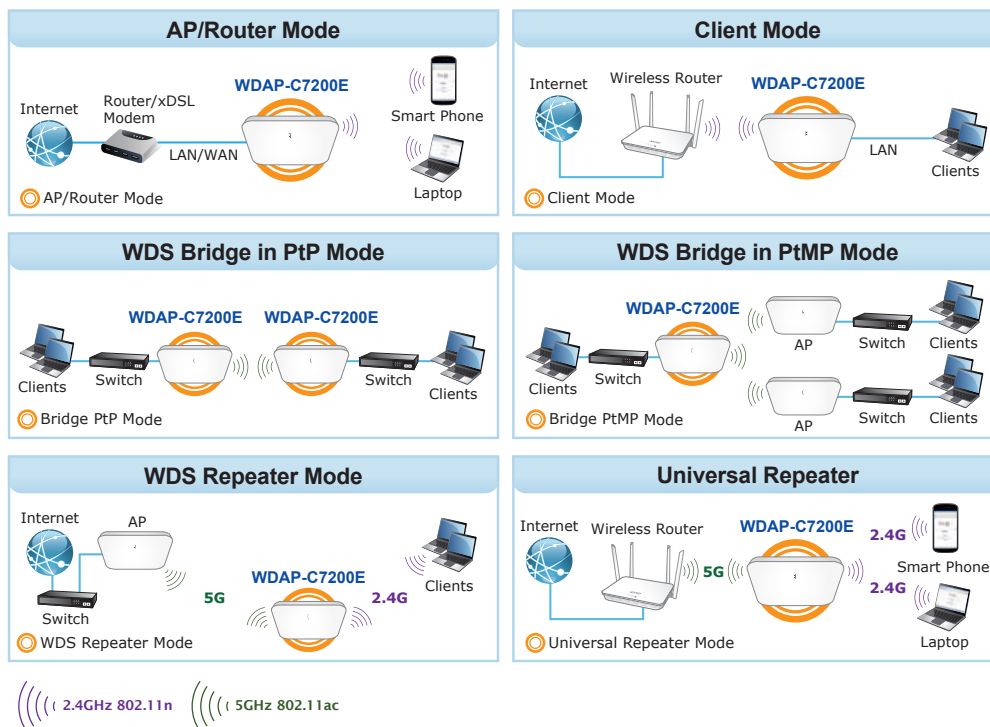 AP/Router Mode
Internet
Router/xDSL
Modem
WDAP-C7200E
LAN/WAN
Smart Phone
Laptop
AP/Router Mode
Client Mode
Internet
Wireless Router
WDAP-C7200E
LAN
Clients
Client Mode
WDS Bridge in PtP Mode
WDAP-C7200E
WDAP-C7200E
Clients
Switch
Switch
Clients
Bridge PtP Mode
WDS Bridge in PtMP Mode
WDAP-C7200E
Clients
Switch
AP
Switch
Clients
AP
Switch
Clients
Bridge PtMP Mode
WDS Repeater Mode
Internet
AP
Switch
5G
WDAP-C7200E
2.4G
Clients
WDS Repeater Mode
Universal Repeater
Internet
Wireless Router
5G
WDAP-C7200E
2.4G
Smart Phone
2.4G
Laptop
Universal Repeater Mode
2.4GHz 802.11n
5GHz 802.11ac